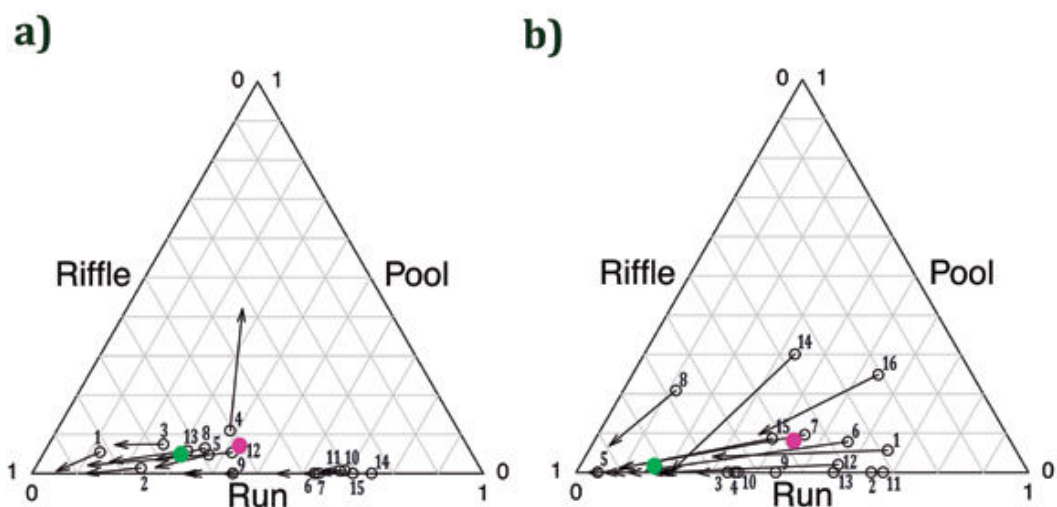 a) b)
0 1 0 1
Riffle Pool Riffle Pool
14
16
8
1 3 13 8 5 4 12 15 7 6 1
11 10 14 5 9 12
1 0 1 0
2 9 6 7 15 3 4 10 13 2 11
0 Run 1 0 Run 1